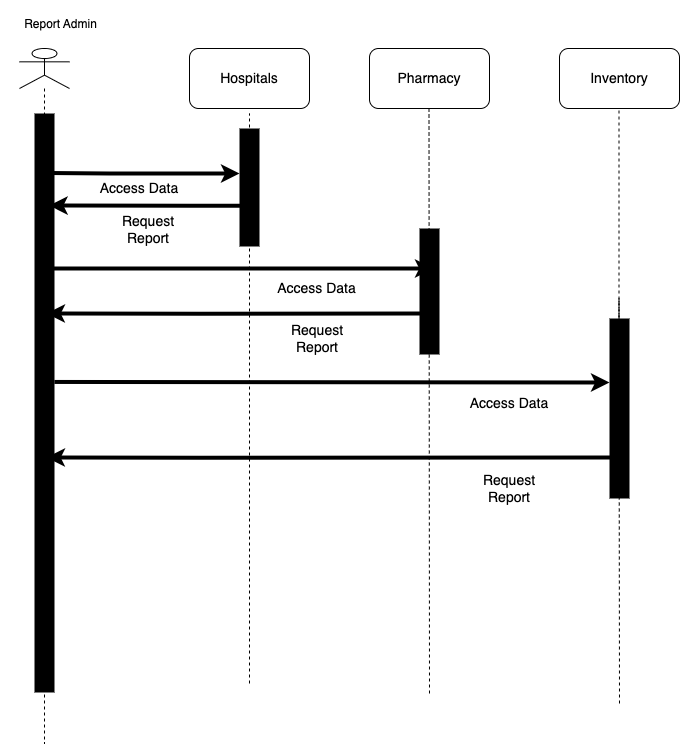 Report Admin
Hospitals
Pharmacy
Inventory
Access Data
Request
Report
Access Data
Request
Report
Access Data
Request
Report